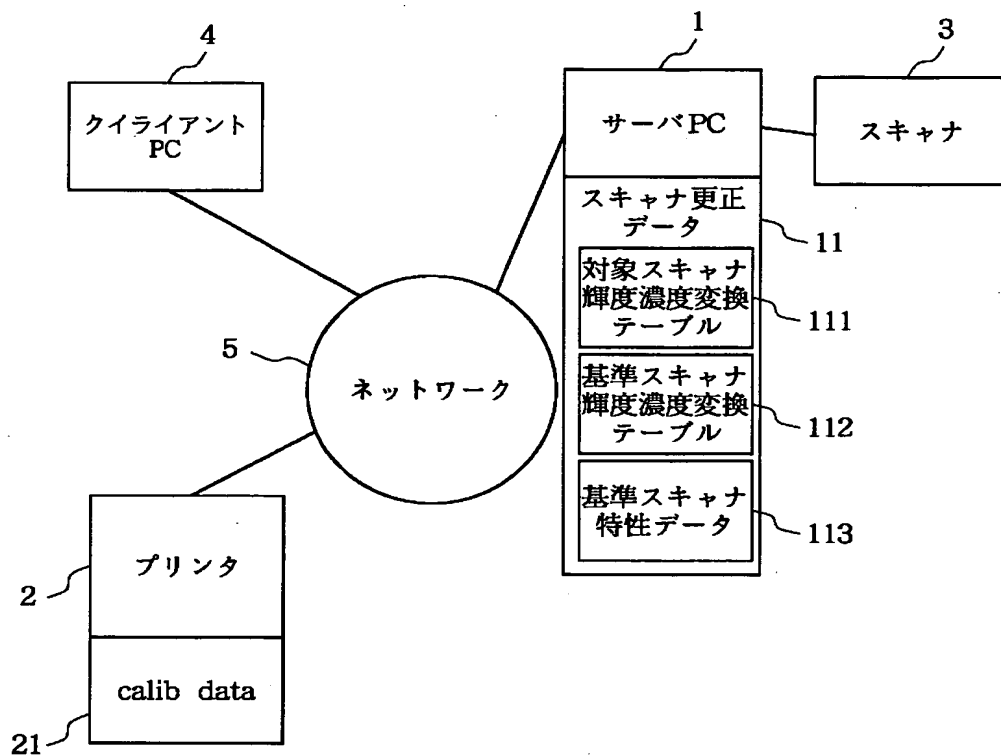 4
クイライアント
PC
1
サーバPC
3
スキャナ
スキャナ更正
データ
11
対象スキャナ
輝度濃度変換
テーブル
111
基準スキャナ
輝度濃度変換
テーブル
112
基準スキャナ
特性データ
113
5
ネットワーク
2
プリンタ
calib data
21